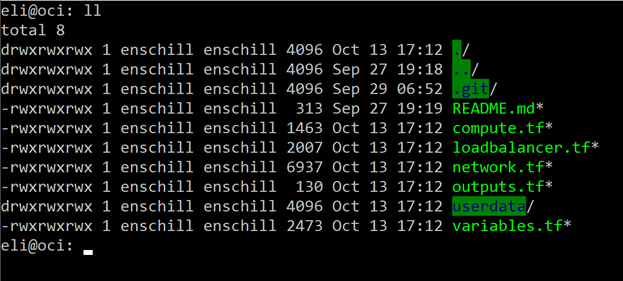 eli@oci: ll
total 8
drwxrwxrwx 1 enschill enschill 4096 Oct 13 17:12 ./
drwxrwxrwx 1 enschill enschill 4096 Sep 27 19:18 ../
drwxrwxrwx 1 enschill enschill 4096 Sep 29 06:52 .git/
-rwxrwxrwx 1 enschill enschill  313 Sep 27 19:19 README.md*
-rwxrwxrwx 1 enschill enschill 1463 Oct 13 17:12 compute.tf*
-rwxrwxrwx 1 enschill enschill 2007 Oct 13 17:12 loadbalancer.tf*
-rwxrwxrwx 1 enschill enschill 6937 Oct 13 17:12 network.tf*
-rwxrwxrwx 1 enschill enschill  130 Oct 13 17:12 outputs.tf*
drwxrwxrwx 1 enschill enschill 4096 Oct 13 17:12 userdata/
-rwxrwxrwx 1 enschill enschill 2473 Oct 13 17:12 variables.tf*
eli@oci: